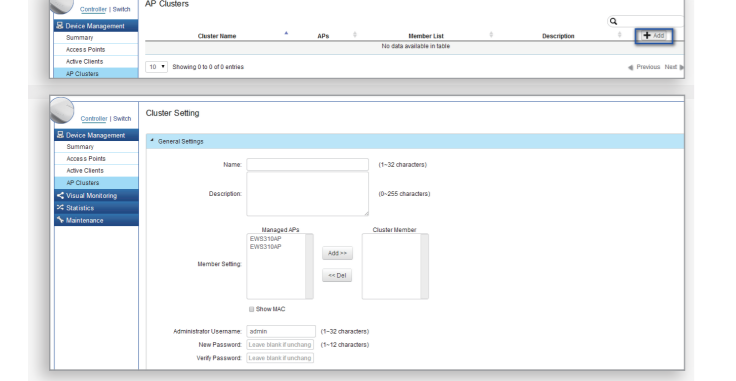 AP Clusters
Controller | Switch
Device Management
Summary
Access Points
Active Clients
AP Clusters
Cluster Name APs Member List Description + Add
No data available in table
10 Showing 0 to 0 of 0 entries
Previous Next
Controller | Switch
Device Management
Summary
Access Points
Active Clients
AP Clusters
Visual Monitoring
Statistics
Maintenance
Cluster Setting
General Settings
Name: (1~32 characters)
Description: (0~255 characters)
Managed APs Cluster Member
EWS310AP
EWS310AP
Member Setting:
Add >>
<< Del
Show MAC
Administrator Username: admin (1~32 characters)
New Password: Leave blank if unchang (1~12 characters)
Verify Password: Leave blank if unchang